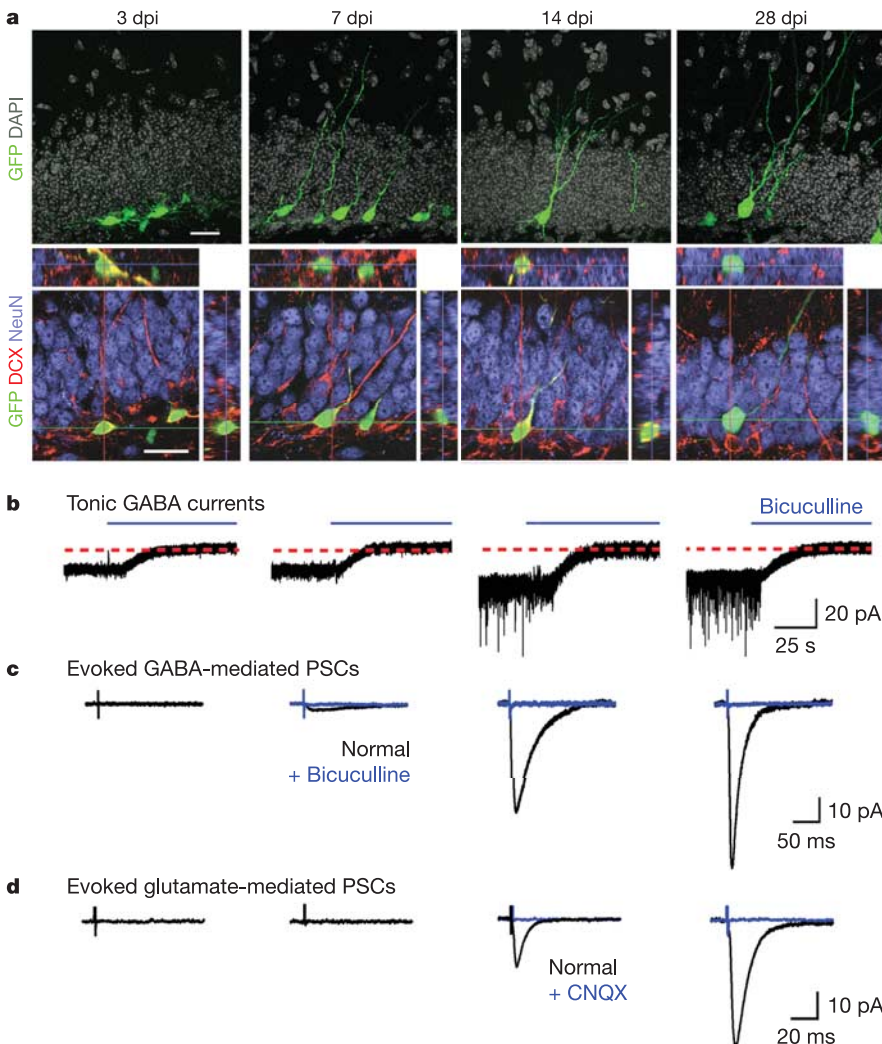 a
3 dpi 7 dpi 14 dpi 28 dpi
GFP DAPI
GFP DCX NeuN
b Tonic GABA currents
Bicuculline
20 pA
25 s
c Evoked GABA-mediated PSCs
Normal
+ Bicuculline
10 pA
50 ms
d Evoked glutamate-mediated PSCs
Normal
+ CNQX
10 pA
20 ms